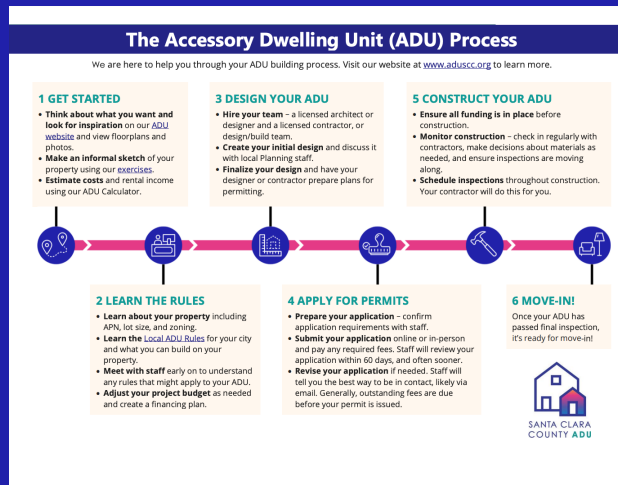 The Accessory Dwelling Unit (ADU) Process
We are here to help you through your ADU building process. Visit our website at www.aduscc.org to learn more.
1 GET STARTED
• Think about what you want and
look for inspiration on our ADU
website and view floorplans and
photos.
• Make an informal sketch of your
property using our exercises.
• Estimate costs and rental income
using our ADU Calculator.
2 LEARN THE RULES
• Learn about your property including
APN, lot size, and zoning.
• Learn the Local ADU Rules for your city
and what you can build on your
property.
• Meet with staff early on to understand
any rules that might apply to your ADU.
• Adjust your project budget as needed
and create a financing plan.
3 DESIGN YOUR ADU
• Hire your team – a licensed architect or
designer and a licensed contractor, or
design/build team.
• Create your initial design and discuss it
with local Planning staff.
• Finalize your design and have your
designer or contractor prepare plans for
permitting.
4 APPLY FOR PERMITS
• Prepare your application – confirm
application requirements with staff.
• Submit your application online or in-person
and pay any required fees. Staff will review your
application within 60 days, and often sooner.
• Revise your application if needed. Staff will
tell you the best way to be in contact, likely via
email. Generally, outstanding fees are due
before your permit is issued.
5 CONSTRUCT YOUR ADU
• Ensure all funding is in place before
construction.
• Monitor construction – check in regularly with
contractors, make decisions about materials as
needed, and ensure inspections are moving
along.
• Schedule inspections throughout construction.
Your contractor will do this for you.
6 MOVE-IN!
Once your ADU has
passed final inspection,
it's ready for move-in!
SANTA CLARA
COUNTY ADU